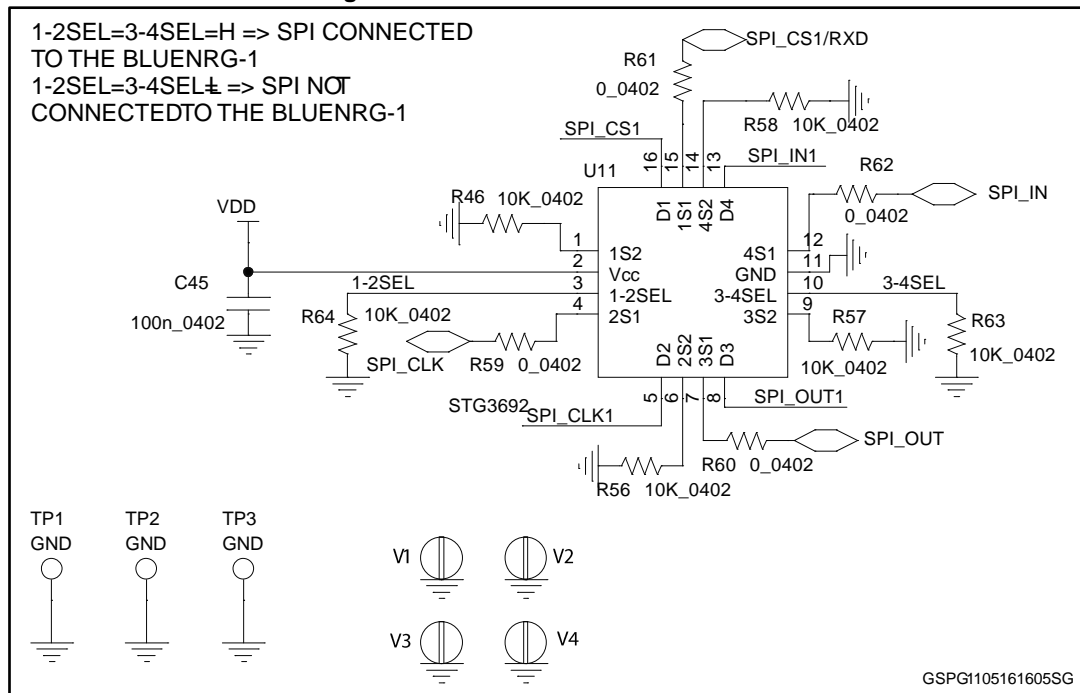 1-2SEL=3-4SEL=H => SPI CONNECTED
TO THE BLUENRG-1
1-2SEL=3-4SEL=L => SPI NOT
CONNECTEDTO THE BLUENRG-1
SPI_CS1/RXD
R61
0_0402
R58 10K_0402
SPI_CS1
16
15
14
13
SPI_IN1
U11
R62
0_0402
SPI_IN
R46 10K_0402
D1
1S1
4S2
D4
VDD
1
2
3
4
1S2
Vcc
1-2SEL
2S1
4S1
GND
3-4SEL
3S2
12
11
10
9
C45
100n_0402
1-2SEL
3-4SEL
R64 10K_0402
R57
10K_0402
R63
10K_0402
SPI_CLK
R59 0_0402
D2
2S2
3S1
D3
STG3692
SPI_CLK1
5
6
7
8
SPI_OUT1
R60 0_0402
SPI_OUT
R56 10K_0402
TP1
GND
TP2
GND
TP3
GND
V1
V2
V3
V4
GSPG1105161605SG